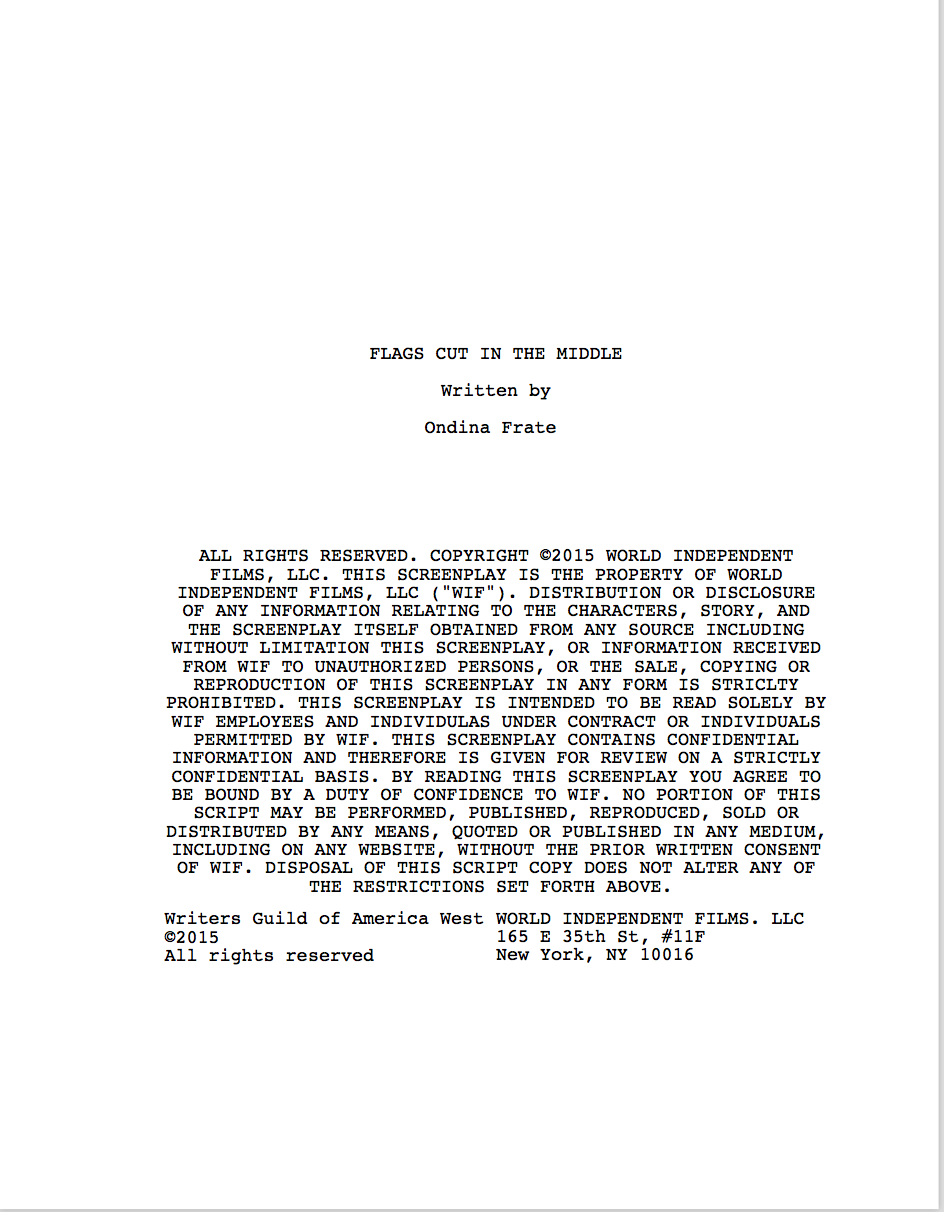 FLAGS CUT IN THE MIDDLE
Written by
Ondina Frate
ALL RIGHTS RESERVED. COPYRIGHT ©2015 WORLD INDEPENDENT
FILMS, LLC. THIS SCREENPLAY IS THE PROPERTY OF WORLD
INDEPENDENT FILMS, LLC ("WIF"). DISTRIBUTION OR DISCLOSURE
OF ANY INFORMATION RELATING TO THE CHARACTERS, STORY, AND
THE SCREENPLAY ITSELF OBTAINED FROM ANY SOURCE INCLUDING
WITHOUT LIMITATION THIS SCREENPLAY, OR INFORMATION RECEIVED
FROM WIF TO UNAUTHORIZED PERSONS, OR THE SALE, COPYING OR
REPRODUCTION OF THIS SCREENPLAY IN ANY FORM IS STRICLTY
PROHIBITED. THIS SCREENPLAY IS INTENDED TO BE READ SOLELY BY
WIF EMPLOYEES AND INDIVIDULAS UNDER CONTRACT OR INDIVIDUALS
PERMITTED BY WIF. THIS SCREENPLAY CONTAINS CONFIDENTIAL
INFORMATION AND THEREFORE IS GIVEN FOR REVIEW ON A STRICTLY
CONFIDENTIAL BASIS. BY READING THIS SCREENPLAY YOU AGREE TO
BE BOUND BY A DUTY OF CONFIDENCE TO WIF. NO PORTION OF THIS
SCRIPT MAY BE PERFORMED, PUBLISHED, REPRODUCED, SOLD OR
DISTRIBUTED BY ANY MEANS, QUOTED OR PUBLISHED IN ANY MEDIUM,
INCLUDING ON ANY WEBSITE, WITHOUT THE PRIOR WRITTEN CONSENT
OF WIF. DISPOSAL OF THIS SCRIPT COPY DOES NOT ALTER ANY OF
THE RESTRICTIONS SET FORTH ABOVE.
Writers Guild of America West
©2015
All rights reserved
WORLD INDEPENDENT FILMS. LLC
165 E 35th St, #11F
New York, NY 10016